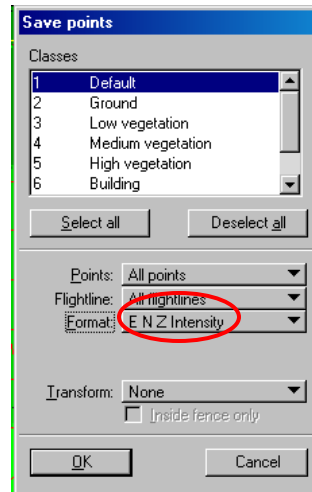 Save points
Classes
1 Default
2 Ground
3 Low vegetation
4 Medium vegetation
5 High vegetation
6 Building
Select all Deselect all
Points: All points
Flightline: All flightlines
Format: E N Z Intensity
Transform: None
Inside fence only
OK Cancel